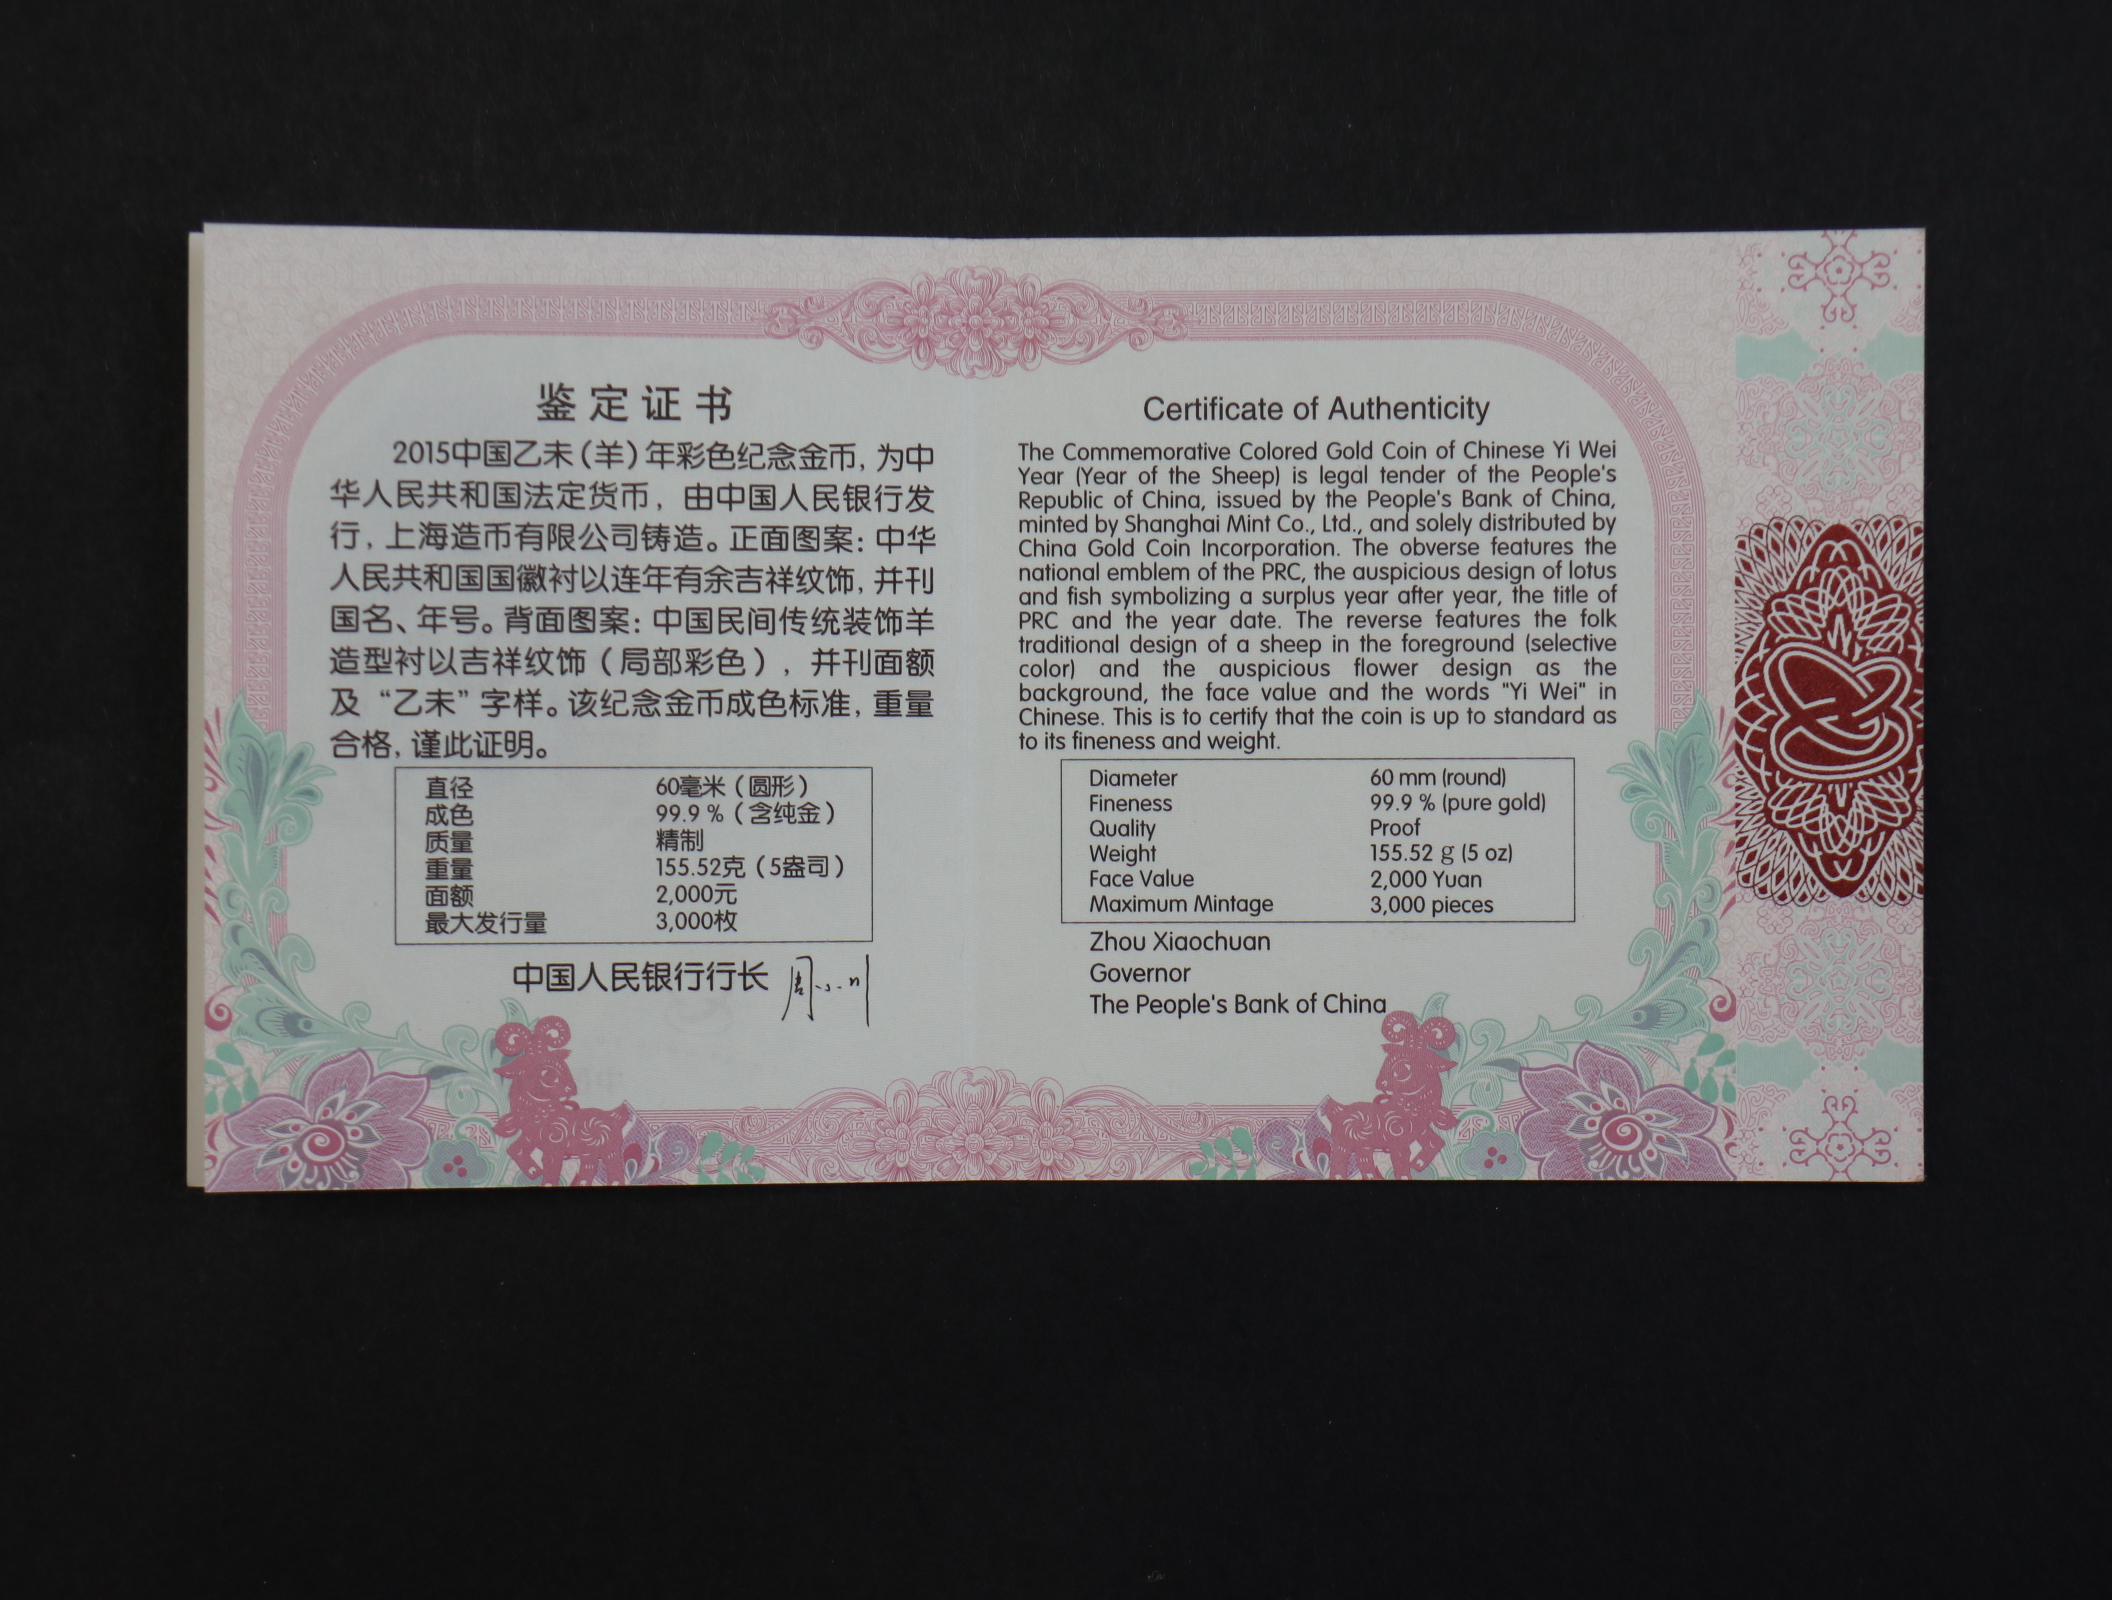 鉴定证书
2015中国乙未(羊)年彩色纪念金币,为中
华人民共和国法定货币,由中国人民银行发
行,上海造币有限公司铸造。正面图案:中华
人民共和国国徽衬以连年有余吉祥纹饰,并刊
国名、年号。背面图案:中国民间传统装饰羊
造型衬以吉祥纹饰(局部彩色),并刊面额
及“乙未”字样。该纪念金币成色标准,重量
合格,谨此证明。
直径 60毫米(圆形)
成色 99.9%(含纯金)
质量 精制
重量 155.52克(5盎司)
面额 2,000元
最大发行量 3,000枚
中国人民银行行长 周小川
Certificate of Authenticity
The Commemorative Colored Gold Coin of Chinese Yi Wei
Year (Year of the Sheep) is legal tender of the People's
Republic of China, issued by the People's Bank of China,
minted by Shanghai Mint Co., Ltd., and solely distributed by
China Gold Coin Incorporation. The obverse features the
national emblem of the PRC, the auspicious design of lotus
and fish symbolizing a surplus year after year, the title of
PRC and the year date. The reverse features the folk
traditional design of a sheep in the foreground (selective
color) and the auspicious flower design as the
background, the face value and the words "Yi Wei" in
Chinese. This is to certify that the coin is up to standard as
to its fineness and weight.
Diameter 60 mm (round)
Fineness 99.9 % (pure gold)
Quality Proof
Weight 155.52 g (5 oz)
Face Value 2,000 Yuan
Maximum Mintage 3,000 pieces
Zhou Xiaochuan
Governor
The People's Bank of China